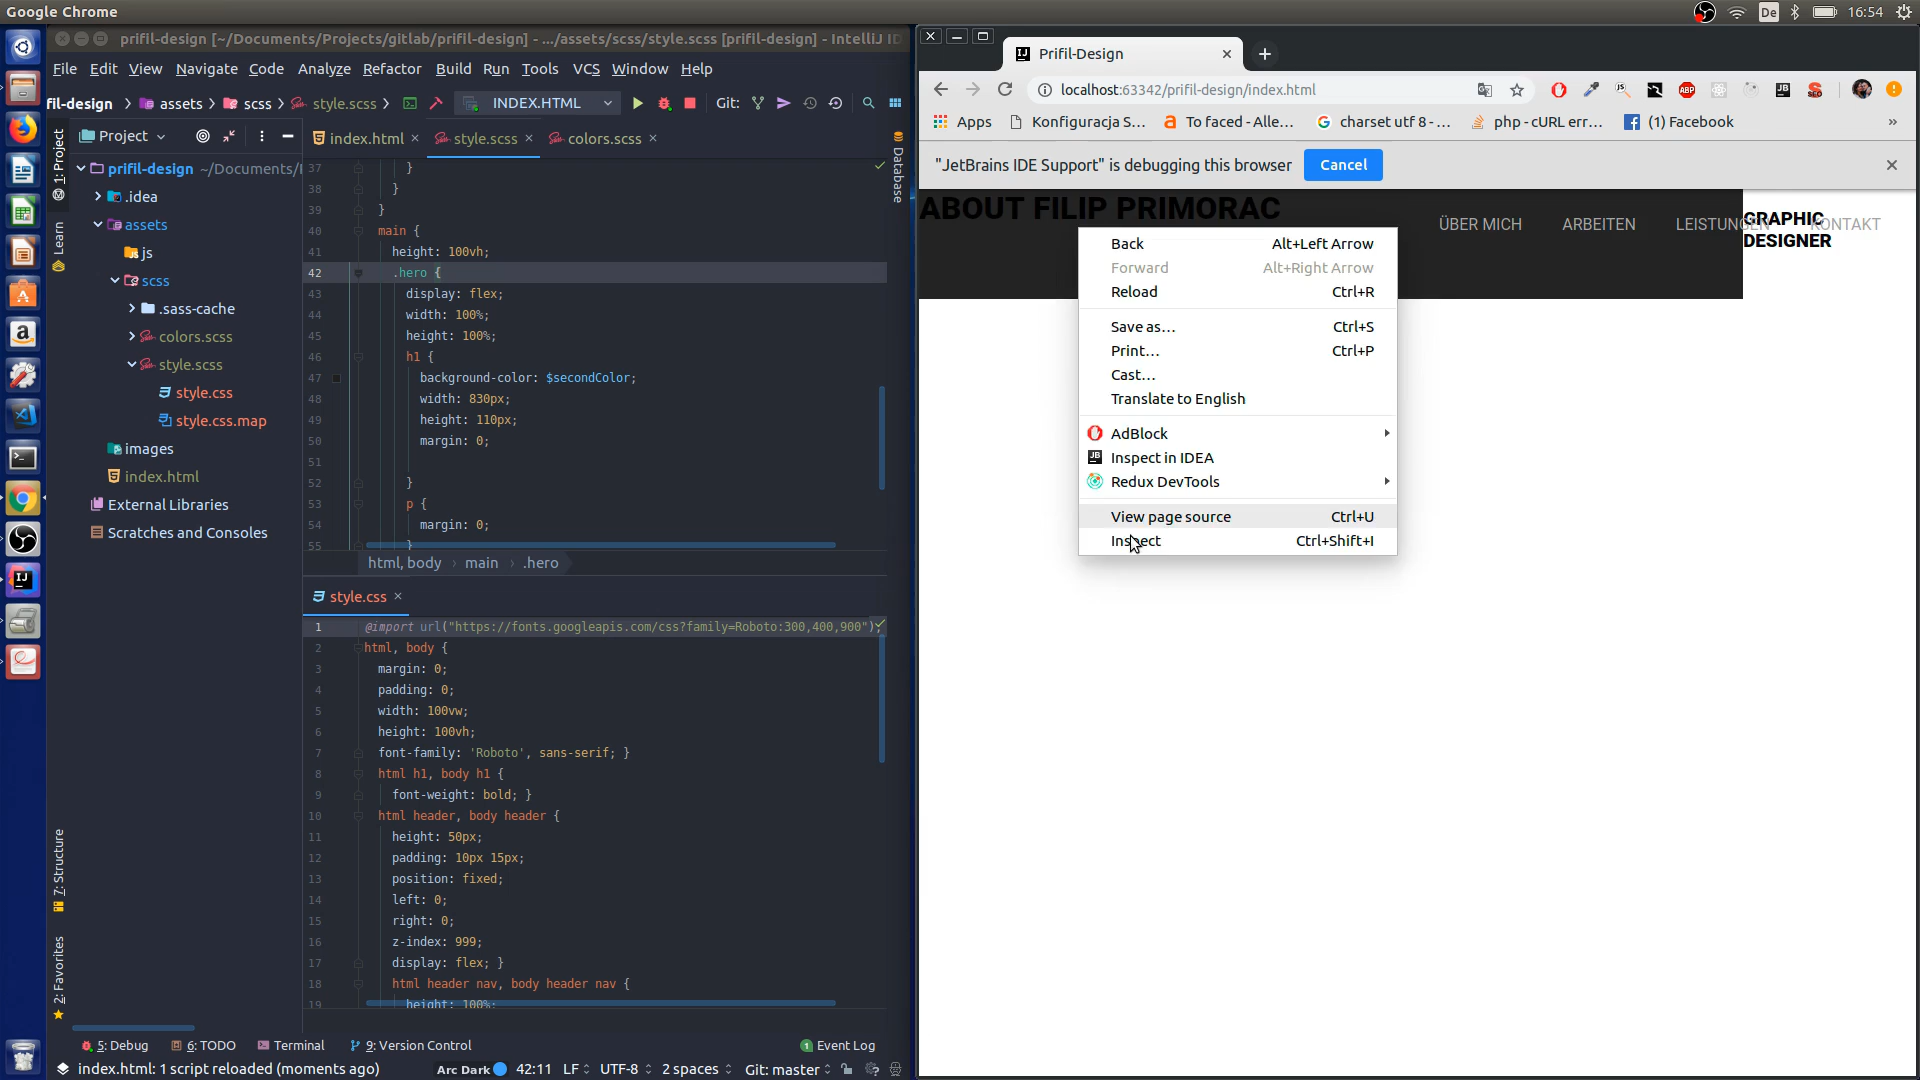 Google Chrome
De
16:54
prifil-design [~/Documents/Projects/gitlab/prifil-design] - .../assets/scss/style.scss [prifil-design] - IntelliJ ID
File Edit View Navigate Code Analyze Refactor Build Run Tools VCS Window Help
fil-design assets scss style.scss INDEX.HTML Git:
1: Project
Learn
7: Structure
2: Favorites
Project
prifil-design ~/Documents/
.idea
assets
js
scss
.sass-cache
colors.scss
style.scss
style.css
style.css.map
images
index.html
External Libraries
Scratches and Consoles
index.html style.scss colors.scss
Database
37 }
38 }
39 }
40 main {
41 height: 100vh;
42 .hero {
43 display: flex;
44 width: 100%;
45 height: 100%;
46 h1 {
47 background-color: $secondColor;
48 width: 830px;
49 height: 110px;
50 margin: 0;
51
52 }
53 p {
54 margin: 0;
55 }
html, body main .hero
style.css
1 @import url("https://fonts.googleapis.com/css?family=Roboto:300,400,900");
2 html, body {
3 margin: 0;
4 padding: 0;
5 width: 100vw;
6 height: 100vh;
7 font-family: 'Roboto', sans-serif; }
8 html h1, body h1 {
9 font-weight: bold; }
10 html header, body header {
11 height: 50px;
12 padding: 10px 15px;
13 position: fixed;
14 left: 0;
15 right: 0;
16 z-index: 999;
17 display: flex; }
18 html header nav, body header nav {
19 height: 100%;
5: Debug 6: TODO Terminal 9: Version Control 1 Event Log
index.html: 1 script reloaded (moments ago) Arc Dark 42:11 LF UTF-8 2 spaces Git: master
Prifil-Design
localhost:63342/prifil-design/index.html
ABP
JB
SEO
Apps Konfiguracja S... To faced - Alle... charset utf 8 - ... php - cURL err... (1) Facebook
"JetBrains IDE Support" is debugging this browser Cancel
ABOUT FILIP PRIMORAC
ÜBER MICH ARBEITEN LEISTUNGEN KONTAKT
GRAPHIC
DESIGNER
Back Alt+Left Arrow
Forward Alt+Right Arrow
Reload Ctrl+R
Save as... Ctrl+S
Print... Ctrl+P
Cast...
Translate to English
AdBlock
JB Inspect in IDEA
Redux DevTools
View page source Ctrl+U
Inspect Ctrl+Shift+I